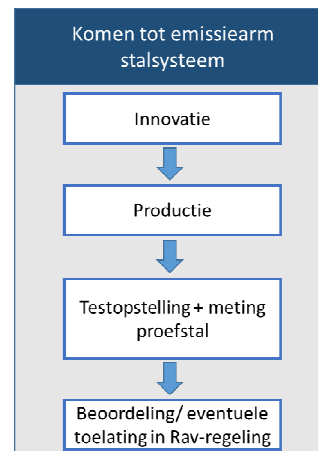 Komen tot emissiearm
stalsysteem
Innovatie
Productie
Testopstelling + meting
proefstal
Beoordeling/ eventuele
toelating in Rav-regeling